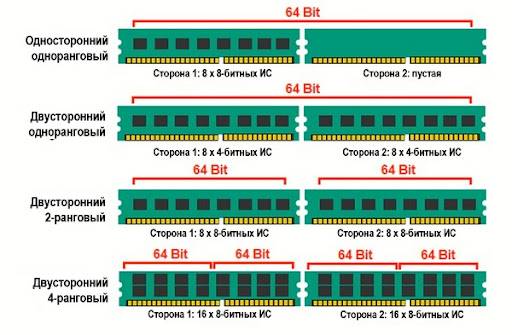 64 Bit
Односторонний
одноранговый
Сторона 1: 8 x 8-битных ИС
Сторона 2: пустая
64 Bit
Двусторонний
одноранговый
Сторона 1: 8 x 4-битных ИС
Сторона 2: 8 x 4-битных ИС
64 Bit
64 Bit
Двусторонний
2-ранговый
Сторона 1: 8 x 8-битных ИС
Сторона 2: 8 x 8-битных ИС
64 Bit
64 Bit
64 Bit
64 Bit
Двусторонний
4-ранговый
Сторона 1: 16 x 8-битных ИС
Сторона 2: 16 x 8-битных ИС